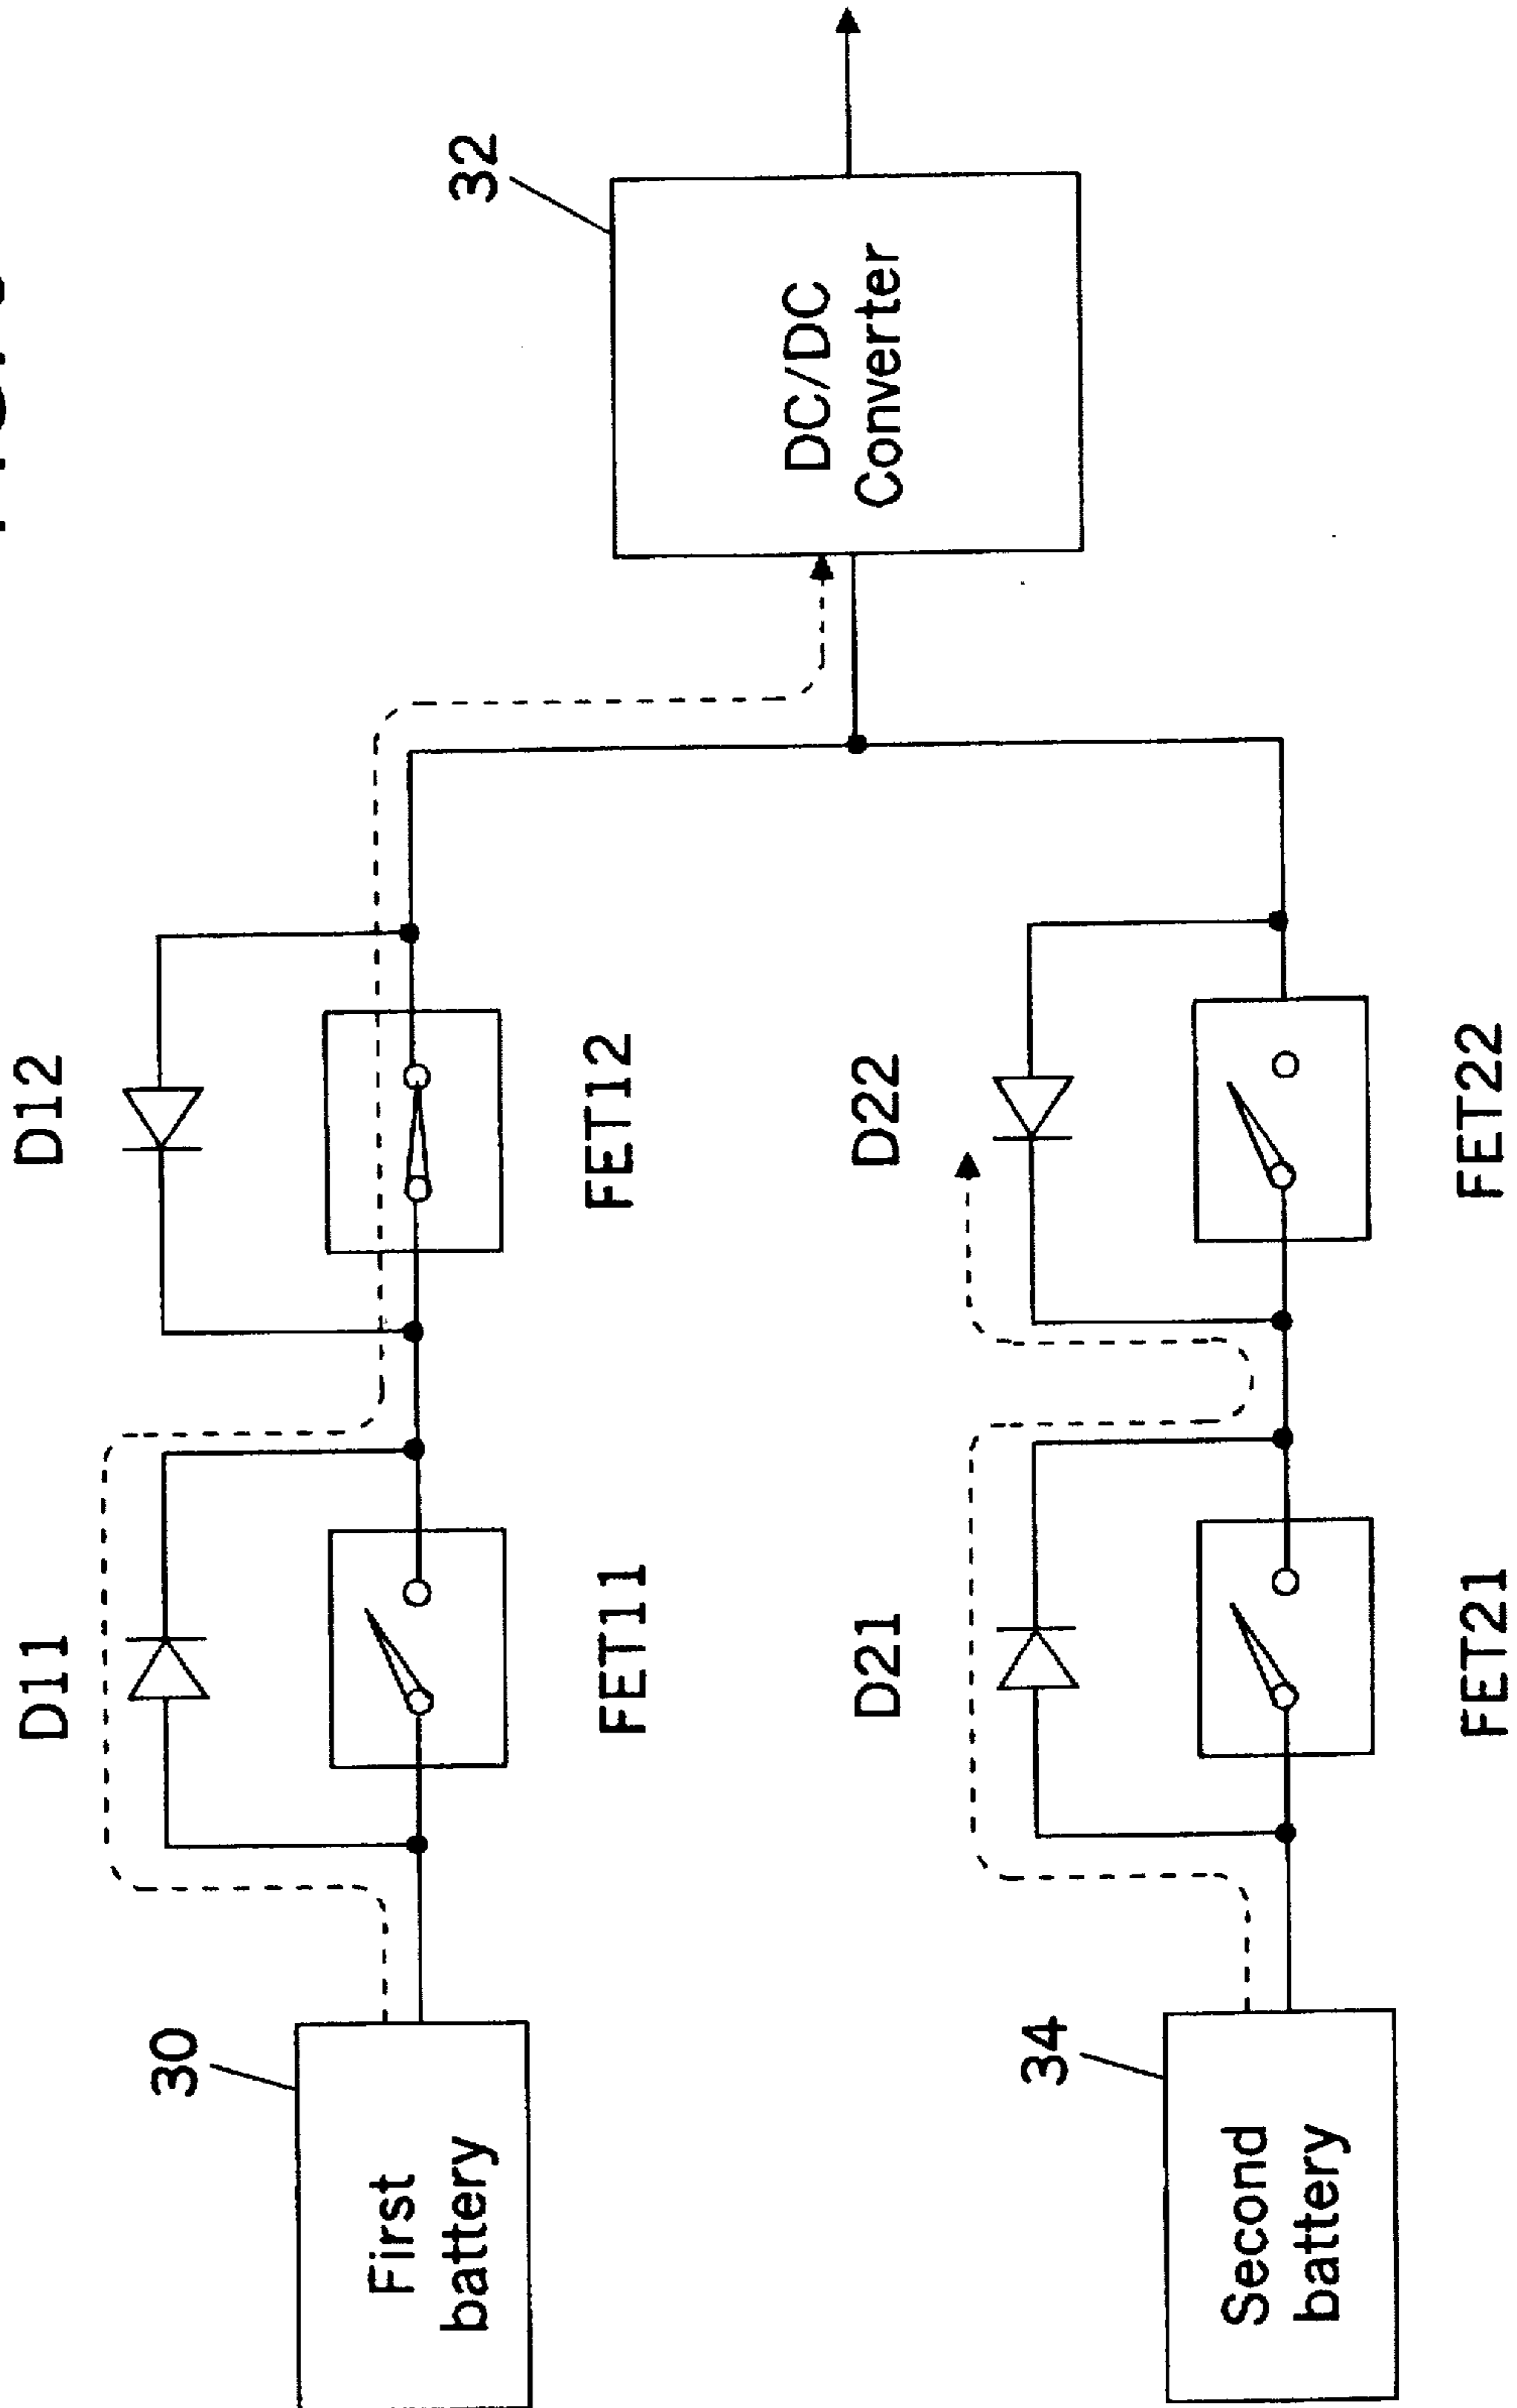 32
DC/DC
Converter
D12
FET12
D22
FET22
D11
FET11
D21
FET21
30
First
battery
34
Second
battery